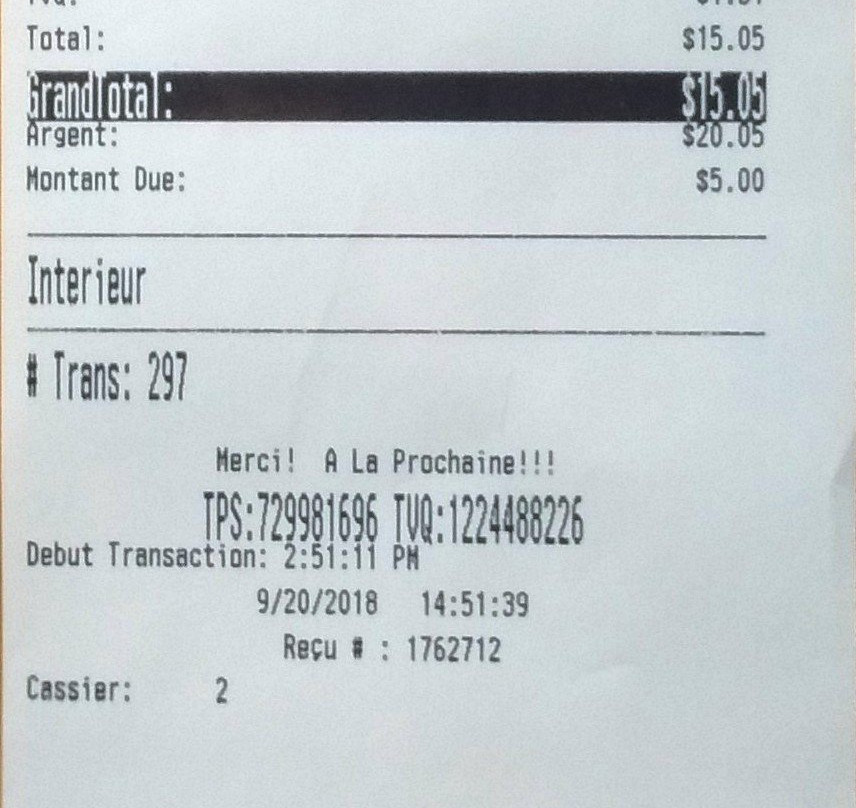 Total: $15.05
GrandTotal: $15.05
Argent: $20.05
Montant Due: $5.00
Interieur
# Trans: 297
Merci! A La Prochaine!!!
TPS:729981696 TVQ:1224488226
Debut Transaction: 2:51:11 PM
9/20/2018 14:51:39
Reçu # : 1762712
Cassier: 2